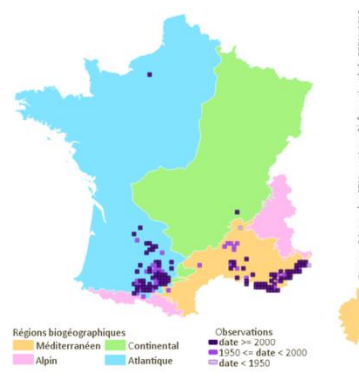 Régions biogéographiques
Méditerranéen
Continental
Alpin
Atlantique
Observations
date >= 2000
1950 <= date < 2000
date < 1950